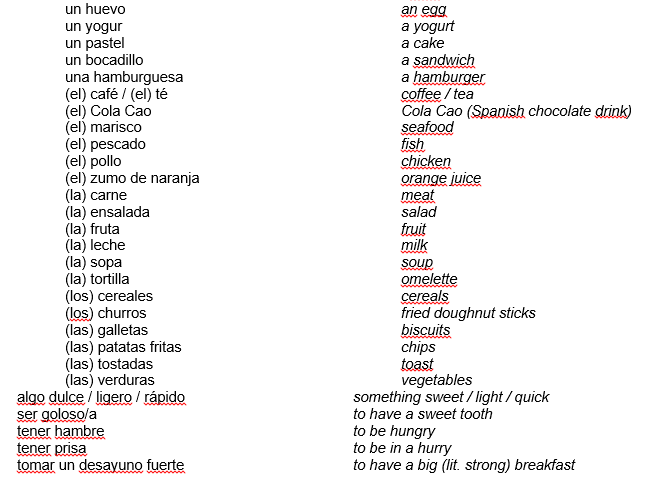 un huevo an egg
un yogur a yogurt
un pastel a cake
un bocadillo a sandwich
una hamburguesa a hamburger
(el) café / (el) té coffee / tea
(el) Cola Cao Cola Cao (Spanish chocolate drink)
(el) marisco seafood
(el) pescado fish
(el) pollo chicken
(el) zumo de naranja orange juice
(la) carne meat
(la) ensalada salad
(la) fruta fruit
(la) leche milk
(la) sopa soup
(la) tortilla omelette
(los) cereales cereals
(los) churros fried doughnut sticks
(las) galletas biscuits
(las) patatas fritas chips
(las) tostadas toast
(las) verduras vegetables
algo dulce / ligero / rápido something sweet / light / quick
ser goloso/a to have a sweet tooth
tener hambre to be hungry
tener prisa to be in a hurry
tomar un desayuno fuerte to have a big (lit. strong) breakfast